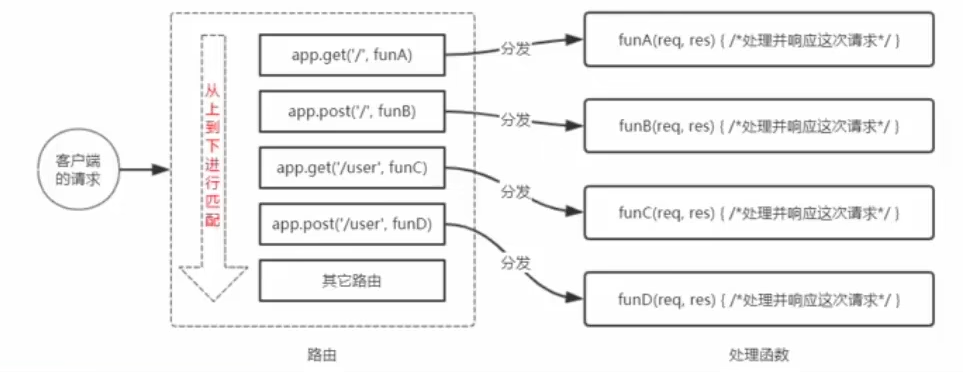 客户端
的请求
从上到下进行匹配
app.get('/', funA)
app.post('/', funB)
app.get('/user', funC)
app.post('/user', funD)
其它路由
路由
分发
分发
分发
分发
funA(req, res) { /*处理并响应这次请求*/ }
funB(req, res) { /*处理并响应这次请求*/ }
funC(req, res) { /*处理并响应这次请求*/ }
funD(req, res) { /*处理并响应这次请求*/ }
处理函数